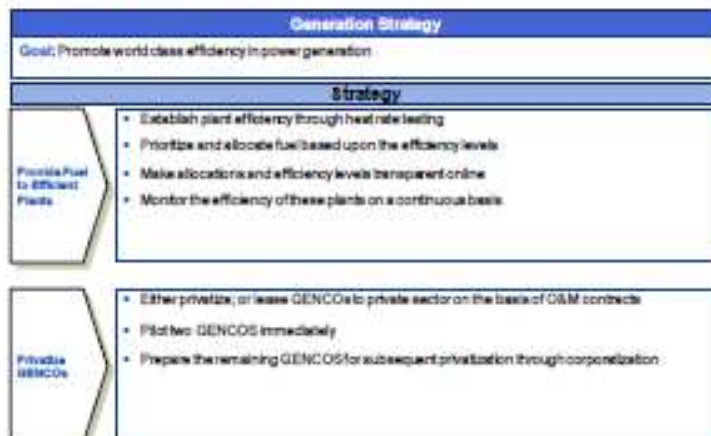 Generation Strategy
Goal: Promote world class efficiency in power generation
Strategy
Provide Fuel
to Efficient
Plants
• Establish plant efficiency through heat rate testing
• Prioritize and allocate fuel based upon the efficiency levels
• Make allocations and efficiency levels transparent online
• Monitor the efficiency of these plants on a continuous basis
Privatize
GENCOs
• Either privatize, or lease GENCOs to private sector on the basis of O&M contracts
• Pilot two GENCOS immediately
• Prepare the remaining GENCOS for subsequent privatization through corporatization